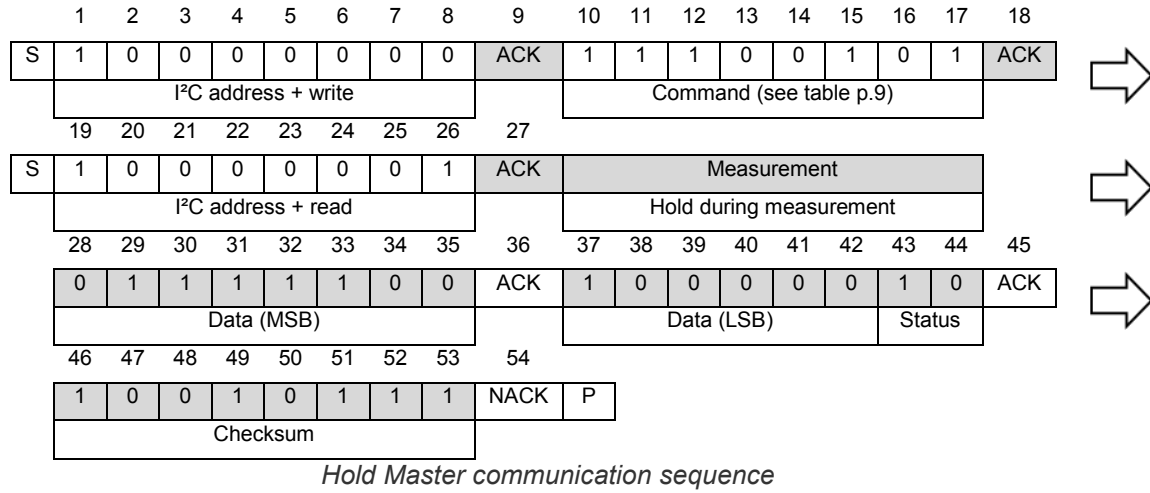 1 2 3 4 5 6 7 8 9 10 11 12 13 14 15 16 17 18
S 1 0 0 0 0 0 0 0 ACK 1 1 1 0 0 1 0 1 ACK
I²C address + write Command (see table p.9)
19 20 21 22 23 24 25 26 27
S 1 0 0 0 0 0 0 1 ACK Measurement
I²C address + read Hold during measurement
28 29 30 31 32 33 34 35 36 37 38 39 40 41 42 43 44 45
0 1 1 1 1 1 0 0 ACK 1 0 0 0 0 0 1 0 ACK
Data (MSB) Data (LSB) Status
46 47 48 49 50 51 52 53 54
1 0 0 1 0 1 1 1 NACK P
Checksum
Hold Master communication sequence